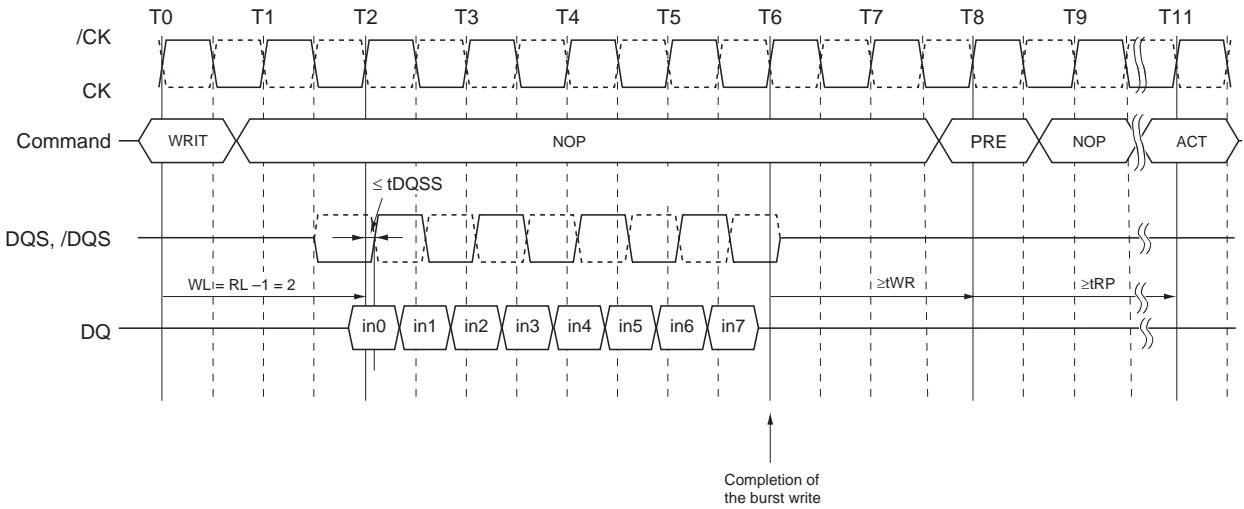 T0 T1 T2 T3 T4 T5 T6 T7 T8 T9 T11
/CK
CK
Command WRIT NOP PRE NOP ACT
≤ tDQSS
DQS, /DQS
WL = RL –1 = 2 ≥tWR ≥tRP
DQ in0 in1 in2 in3 in4 in5 in6 in7
Completion of
the burst write